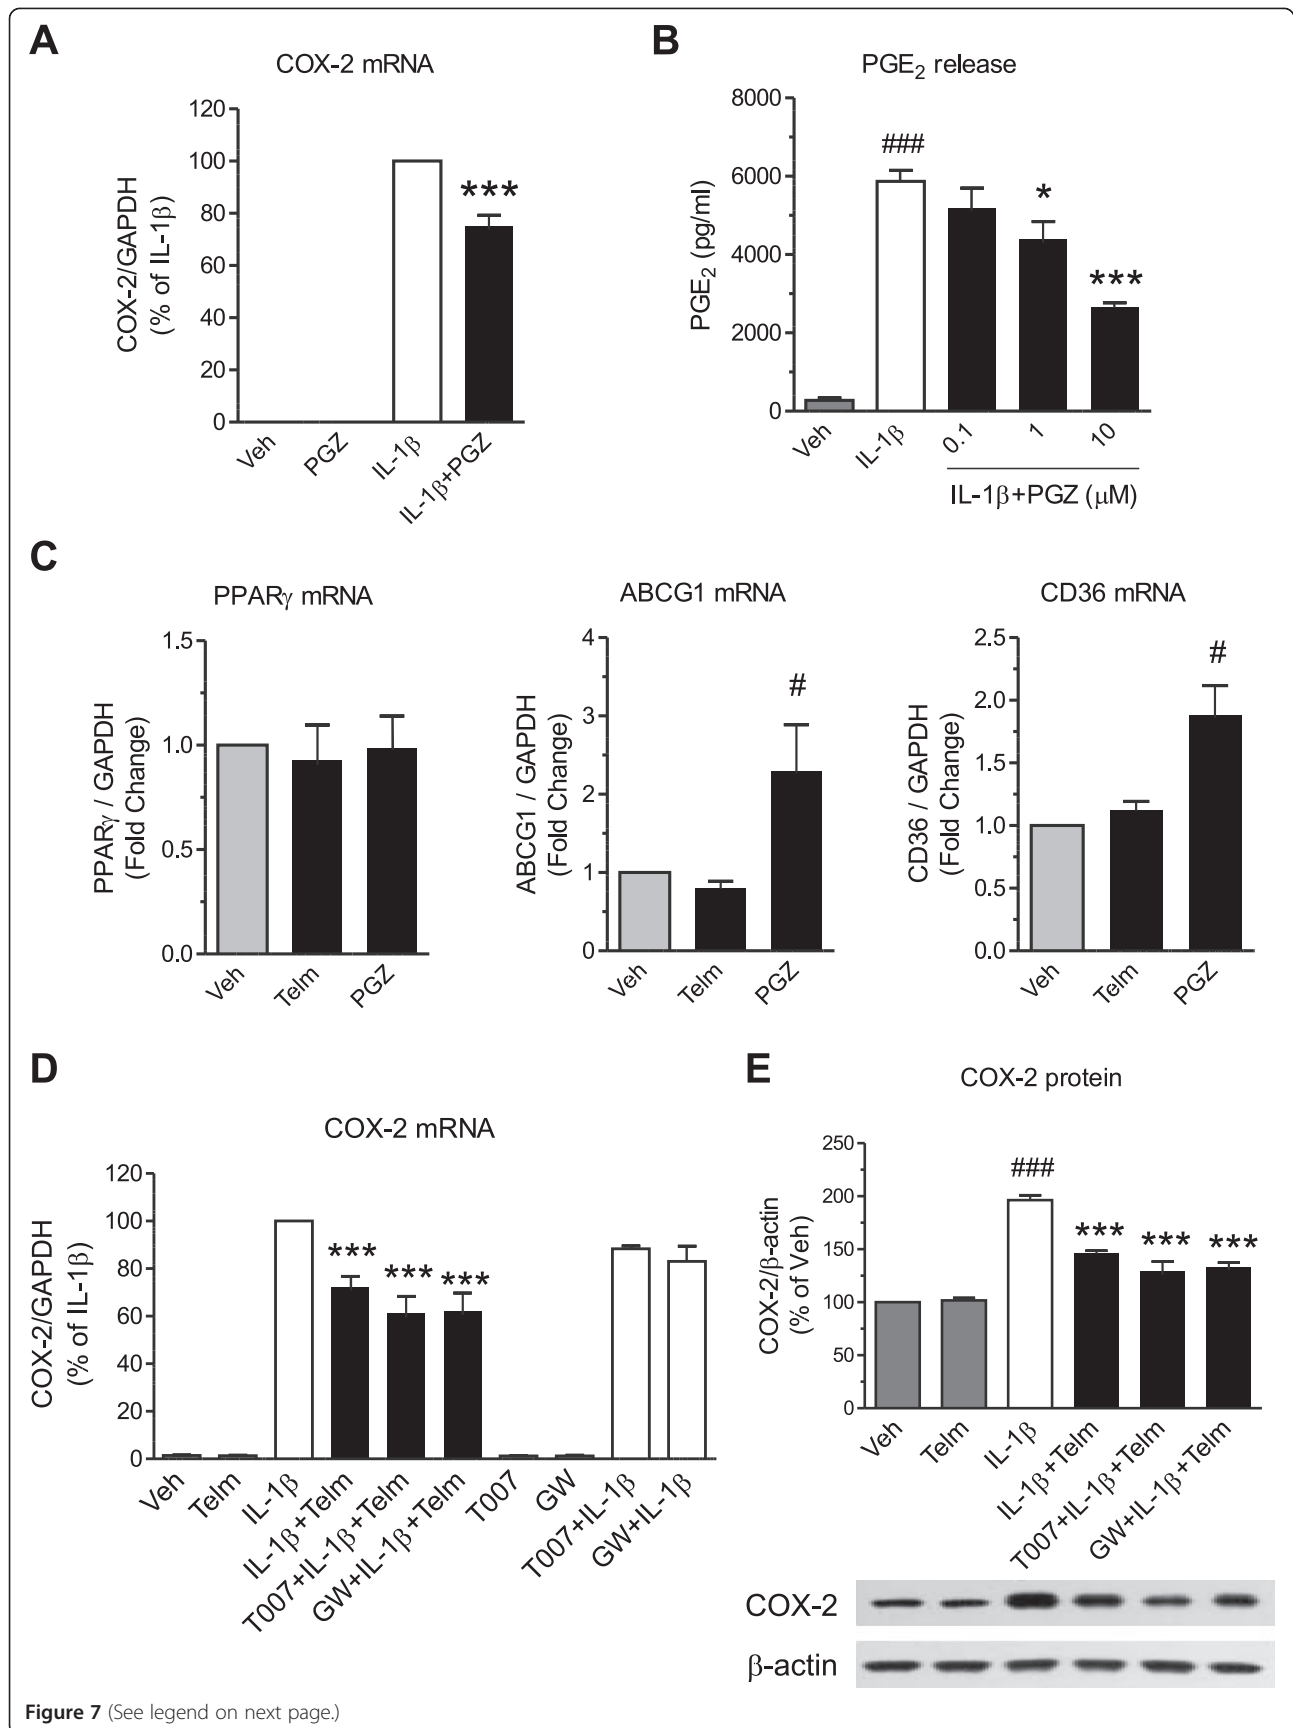 A
COX-2 mRNA
COX-2/GAPDH
(% of IL-1β)
120
100
80
60
40
20
0
***
Veh
PGZ
IL-1β
IL-1β+PGZ
B
PGE₂ release
PGE₂ (pg/ml)
8000
6000
4000
2000
0
###
*
***
Veh
IL-1β
0.1
1
10
IL-1β+PGZ (μM)
C
PPARγ mRNA
PPARγ / GAPDH
(Fold Change)
1.5
1.0
0.5
0.0
Veh
Telm
PGZ
ABCG1 mRNA
ABCG1 / GAPDH
(Fold Change)
4
3
2
1
0
#
Veh
Telm
PGZ
CD36 mRNA
CD36 / GAPDH
(Fold Change)
2.5
2.0
1.5
1.0
0.5
0.0
#
Veh
Telm
PGZ
D
COX-2 mRNA
COX-2/GAPDH
(% of IL-1β)
120
100
80
60
40
20
0
***
***
***
Veh
Telm
IL-1β
IL-1β+Telm
T007+IL-1β+Telm
GW+IL-1β+Telm
T007
GW
T007+IL-1β
GW+IL-1β
E
COX-2 protein
COX-2/β-actin
(% of Veh)
250
200
150
100
50
0
###
***
***
***
Veh
Telm
IL-1β
IL-1β+Telm
T007+IL-1β+Telm
GW+IL-1β+Telm
COX-2
β-actin
Figure 7 (See legend on next page.)